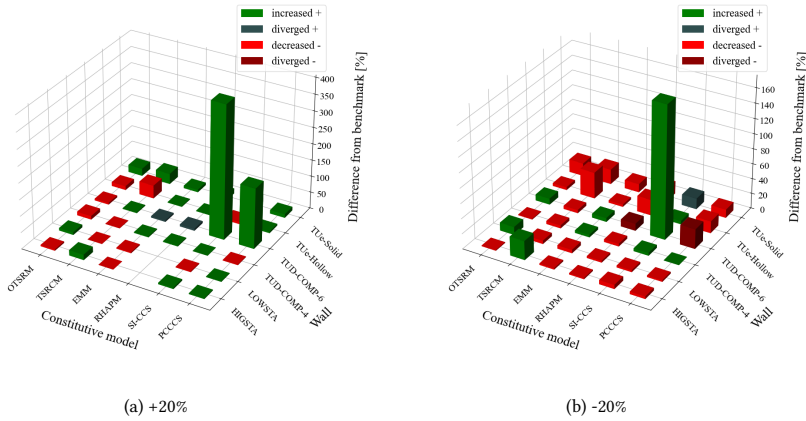 increased +
diverged +
decreased -
diverged -
400
350
300
250
200
150
100
50
0
Difference from benchmark [%]
OTSRM
TSRCM
EMM
RHAPM
SI-CCS
PCCCS
Constitutive model
HIGSTA
LOWSTA
TUD-COMP-4
TUD-COMP-6
TUe-Hollow
TUe-Solid
Wall
(a) +20%
increased +
diverged +
decreased -
diverged -
160
140
120
100
80
60
40
20
0
Difference from benchmark [%]
OTSRM
TSRCM
EMM
RHAPM
SI-CCS
PCCCS
Constitutive model
HIGSTA
LOWSTA
TUD-COMP-4
TUD-COMP-6
TUe-Hollow
TUe-Solid
Wall
(b) -20%